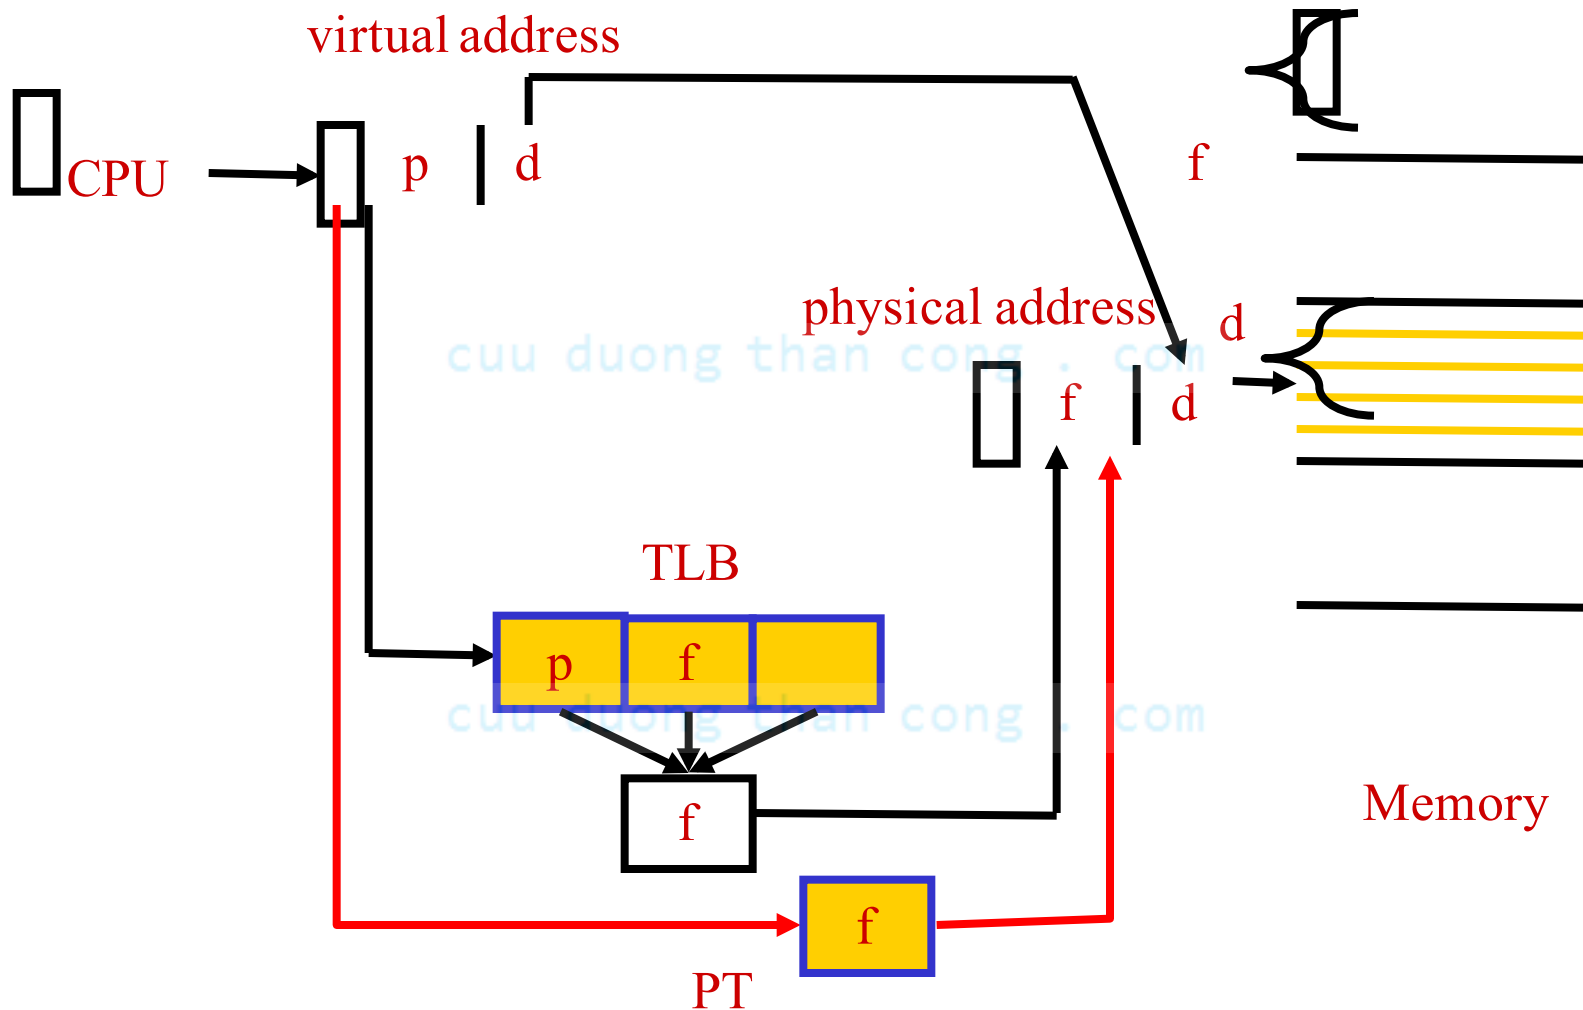 virtual address
CPU
p
d
f
physical address
d
cuu duong than cong . com
f
d
TLB
p
f
cuu duong than cong . com
f
Memory
f
PT